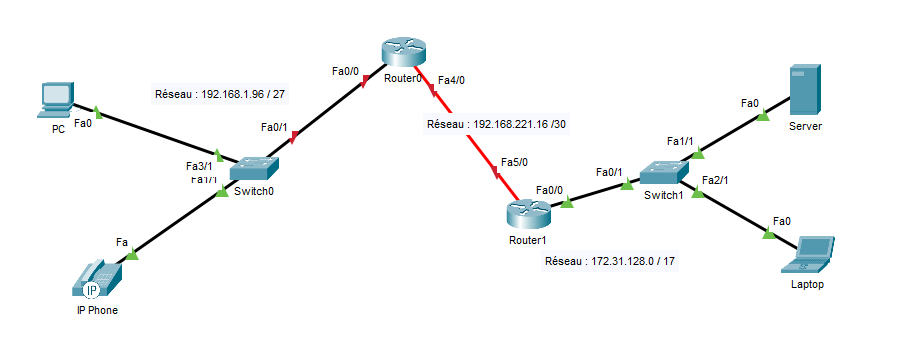 Router0
Fa0/0
Fa4/0
Réseau : 192.168.1.96 / 27
PC
Fa0
Fa0/1
Réseau : 192.168.221.16 /30
Fa3/1
Fa1/1
Switch0
Fa5/0
Fa0/0
Router1
Fa0/1
Switch1
Fa1/1
Fa0
Server
Fa2/1
Fa0
Laptop
Fa
IP
IP Phone
Réseau : 172.31.128.0 / 17